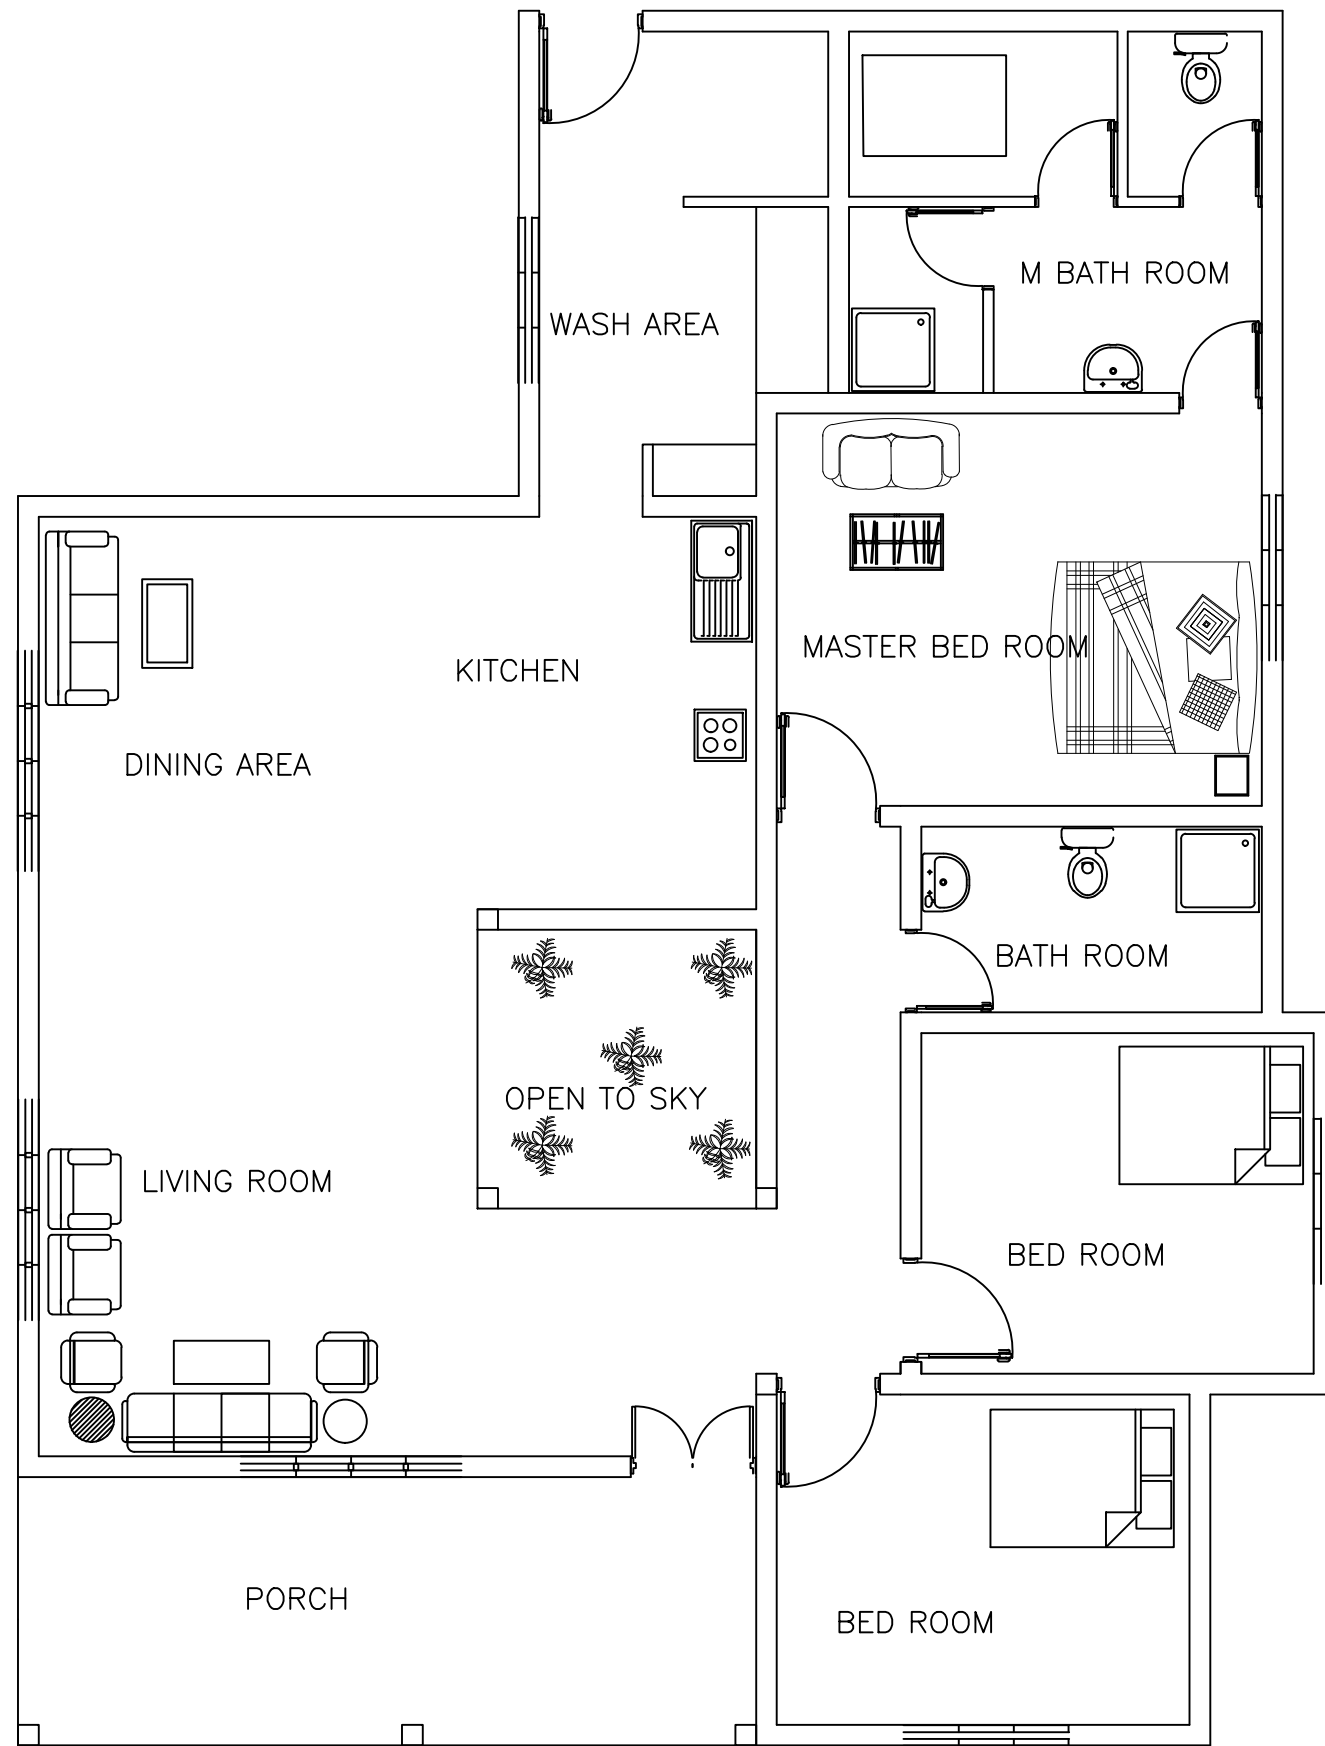 M BATH ROOM
WASH AREA
MASTER BED ROOM
KITCHEN
DINING AREA
BATH ROOM
OPEN TO SKY
LIVING ROOM
BED ROOM
PORCH
BED ROOM